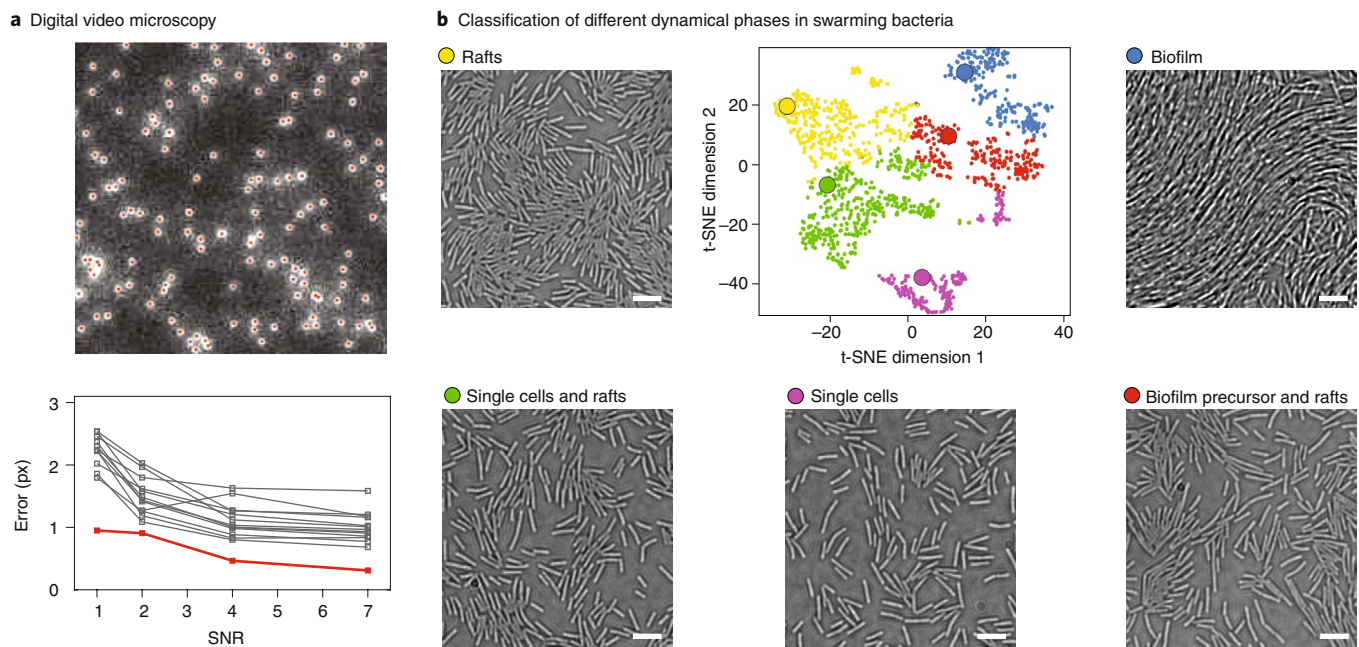 a Digital video microscopy
b Classification of different dynamical phases in swarming bacteria
Rafts
Biofilm
t-SNE dimension 2
20
0
–20
–40
–20
0
20
40
t-SNE dimension 1
3
2
1
0
Error (px)
1
2
3
4
5
6
7
SNR
Single cells and rafts
Single cells
Biofilm precursor and rafts